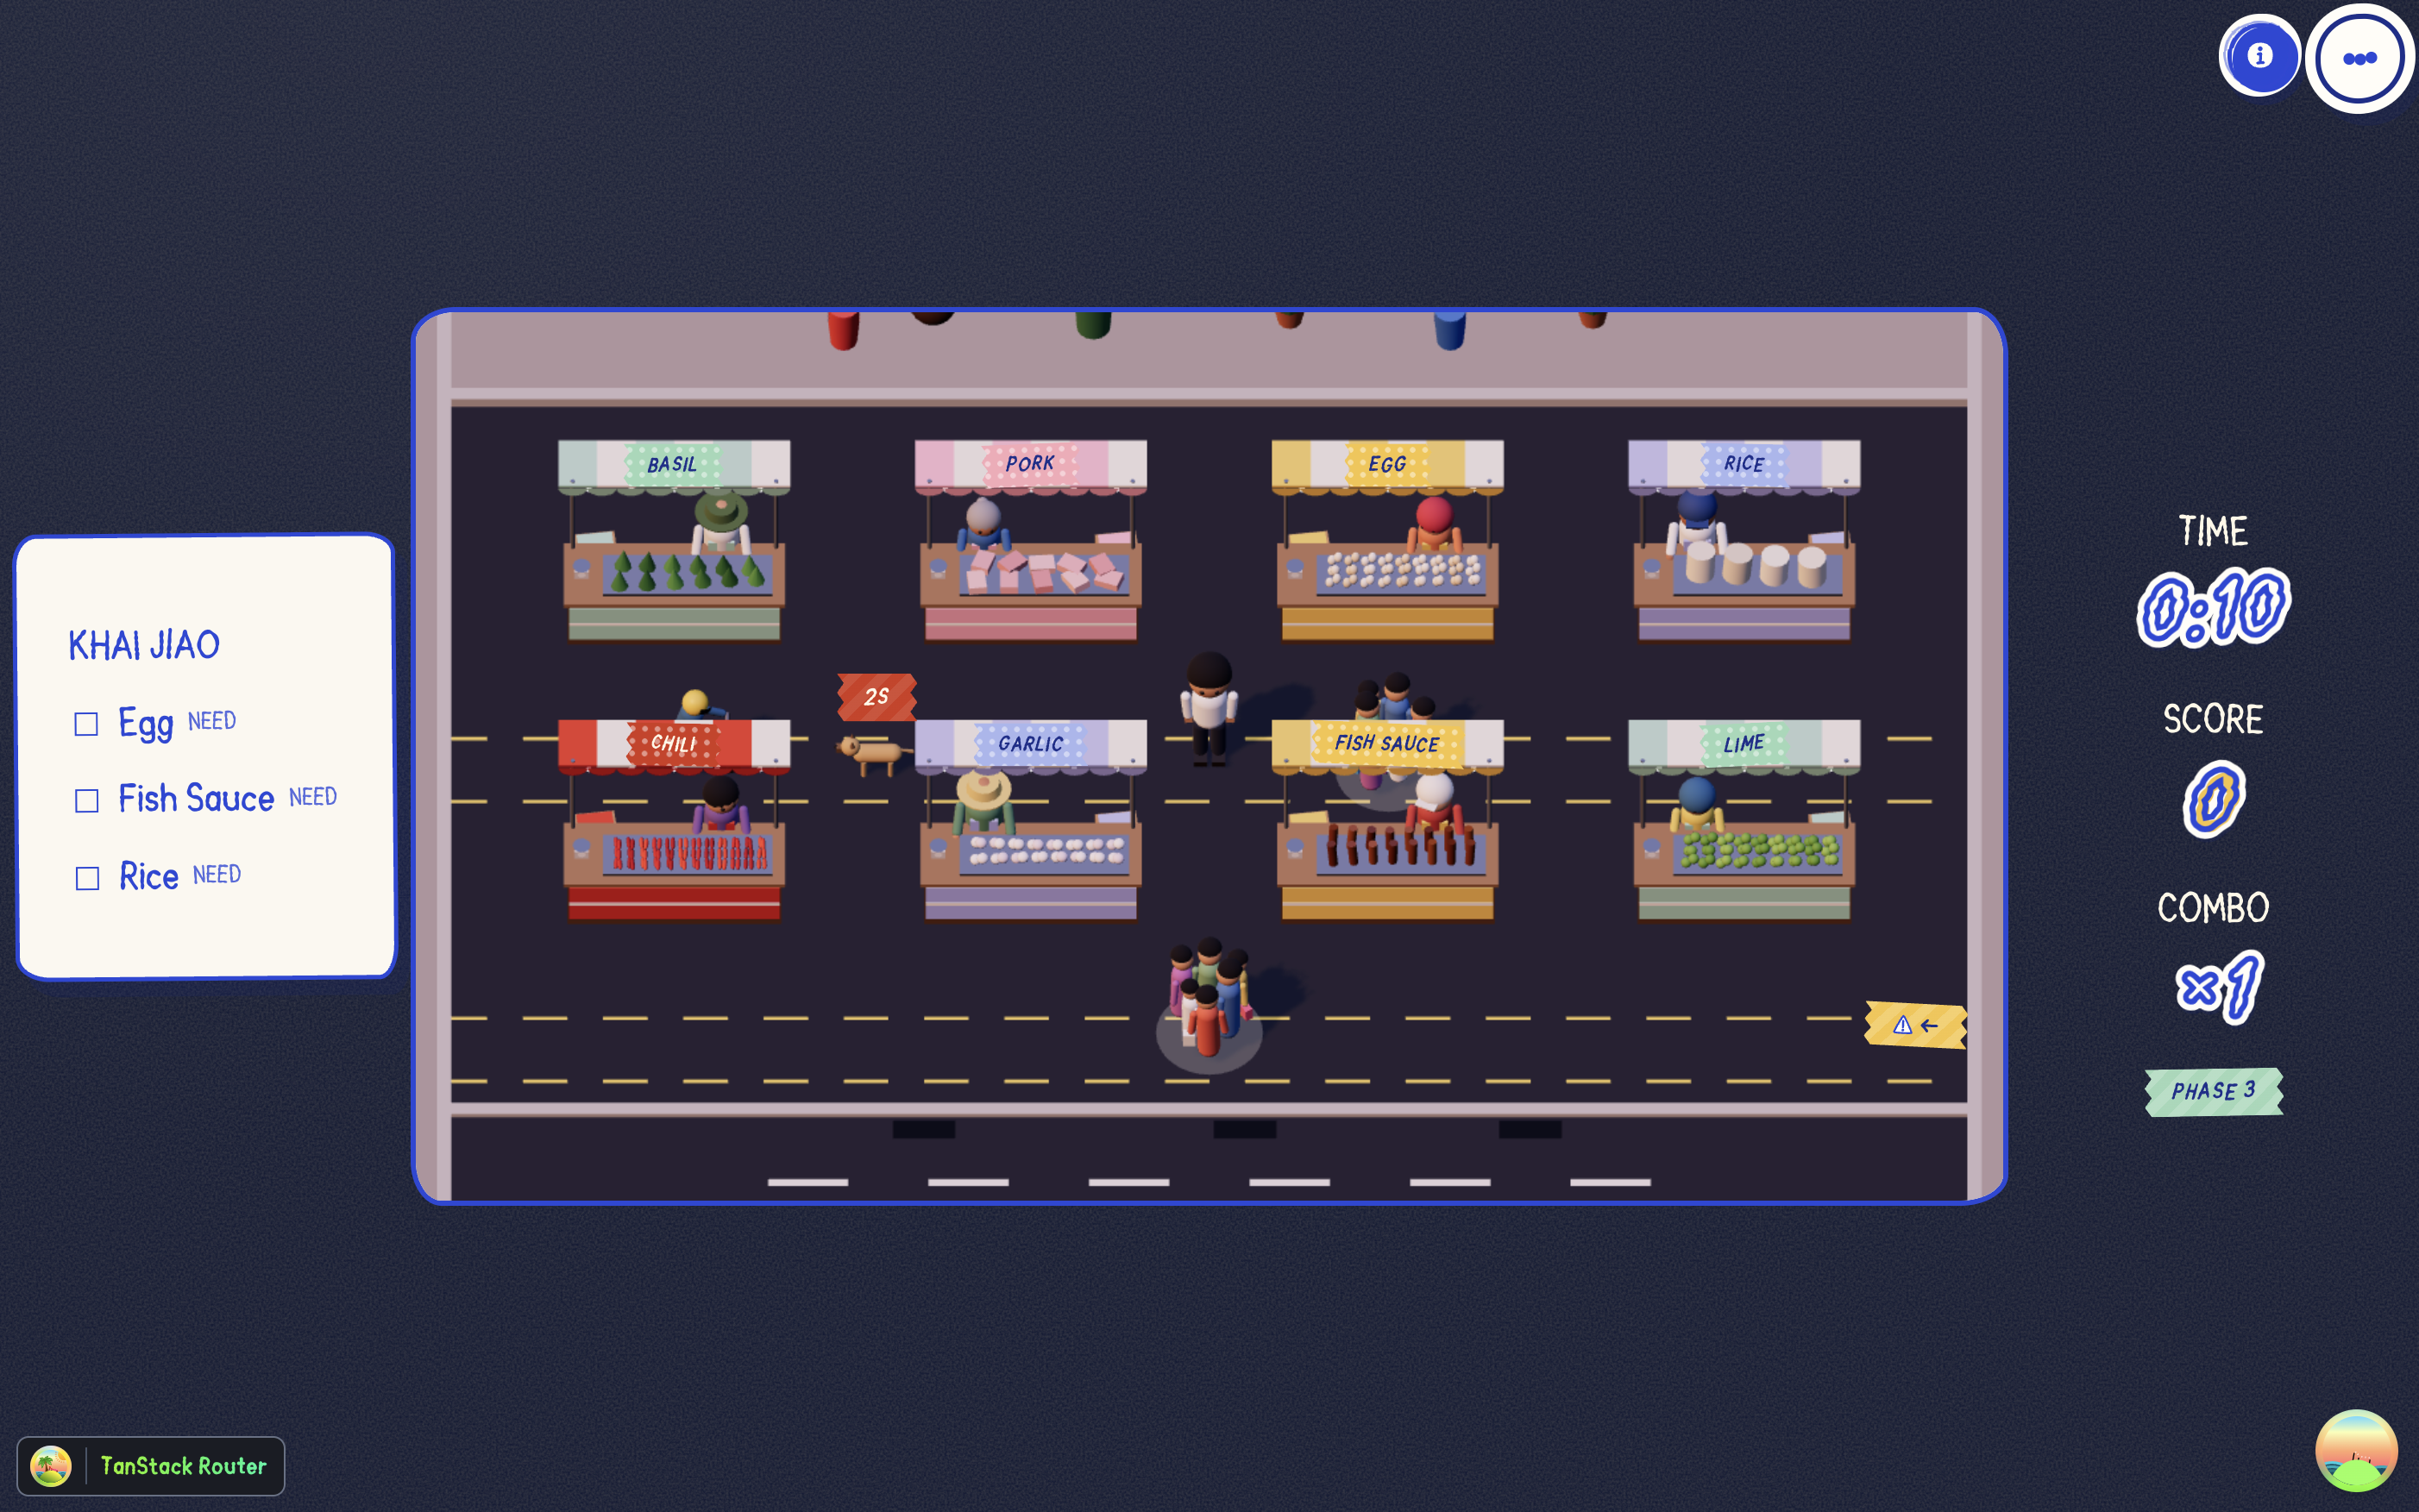 BASIL
PORK
EGG
RICE
KHAI JIAO
Egg NEED
Fish Sauce NEED
Rice NEED
2S
CHILI
GARLIC
FISH SAUCE
LIME
TIME
0:10
SCORE
0
COMBO
×1
PHASE 3
TanStack Router